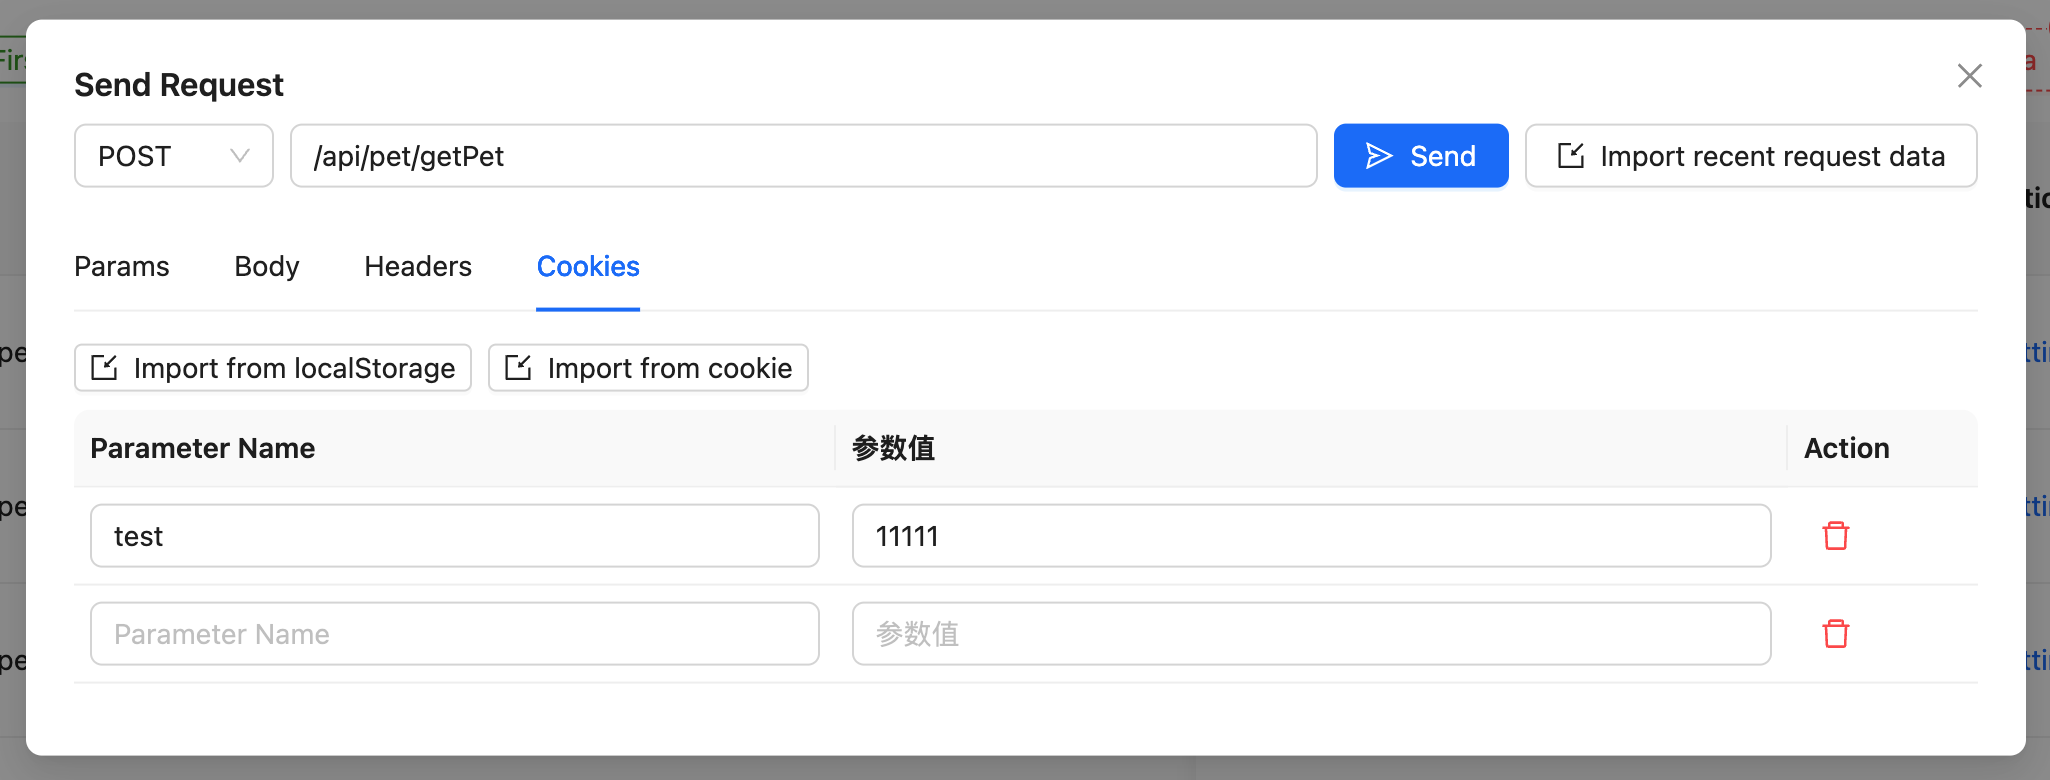 Send Request
POST
/api/pet/getPet
Send
Import recent request data
Params
Body
Headers
Cookies
Import from localStorage
Import from cookie
Parameter Name
参数值
Action
test
11111
Parameter Name
参数值